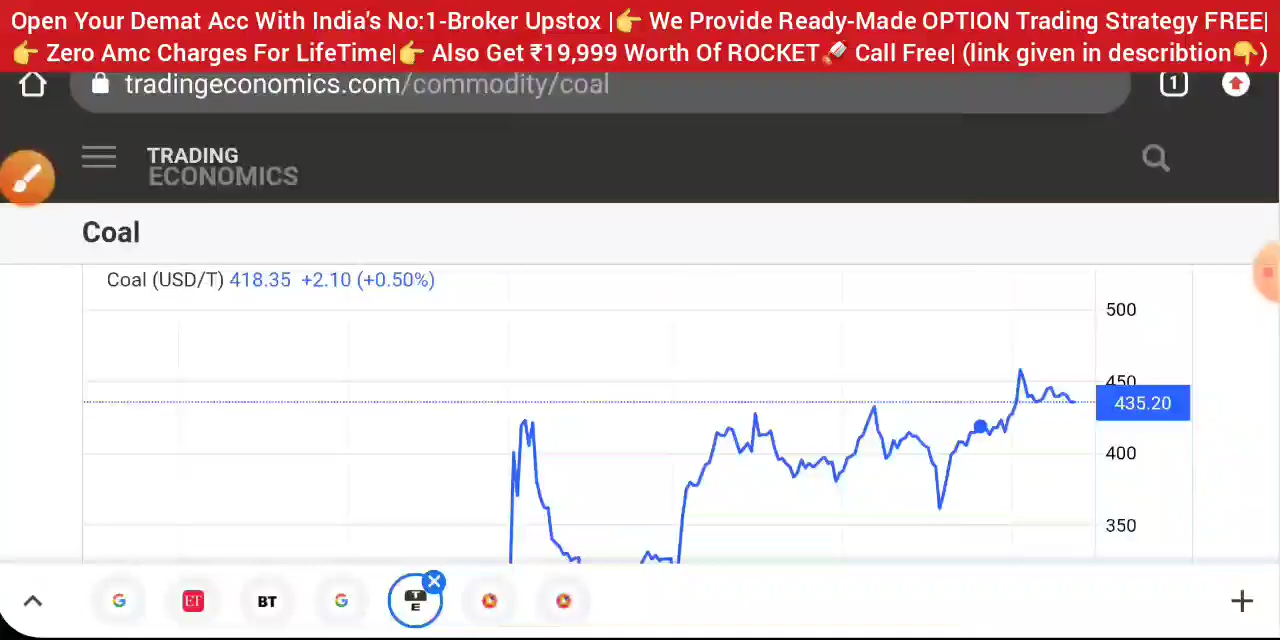 Open Your Demat Acc With India's No:1-Broker Upstox |👉 We Provide Ready-Made OPTION Trading Strategy FREE|
👉 Zero Amc Charges For LifeTime|👉 Also Get ₹19,999 Worth Of ROCKET🚀 Call Free| (link given in describtion👇)
tradingeconomics.com/commodity/coal
1
TRADING
ECONOMICS
Coal
Coal (USD/T) 418.35 +2.10 (+0.50%)
500
450
435.20
400
350
G
ET
BT
G
TE